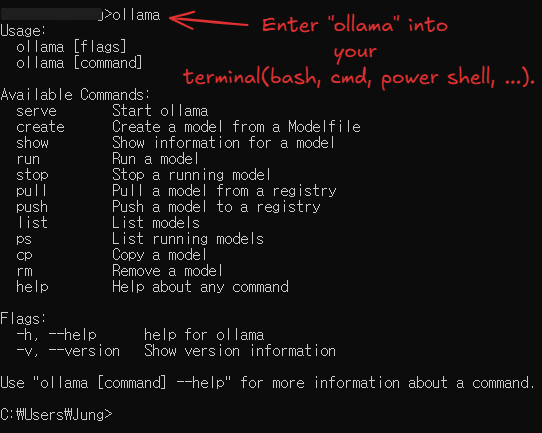 >ollama
Enter "ollama" into
your
terminal(bash, cmd, power shell, ...).
Usage:
ollama [flags]
ollama [command]
Available Commands:
serve Start ollama
create Create a model from a Modelfile
show Show information for a model
run Run a model
stop Stop a running model
pull Pull a model from a registry
push Push a model to a registry
list List models
ps List running models
cp Copy a model
rm Remove a model
help Help about any command
Flags:
-h, --help help for ollama
-v, --version Show version information
Use "ollama [command] --help" for more information about a command.
C:₩Users₩Jung>